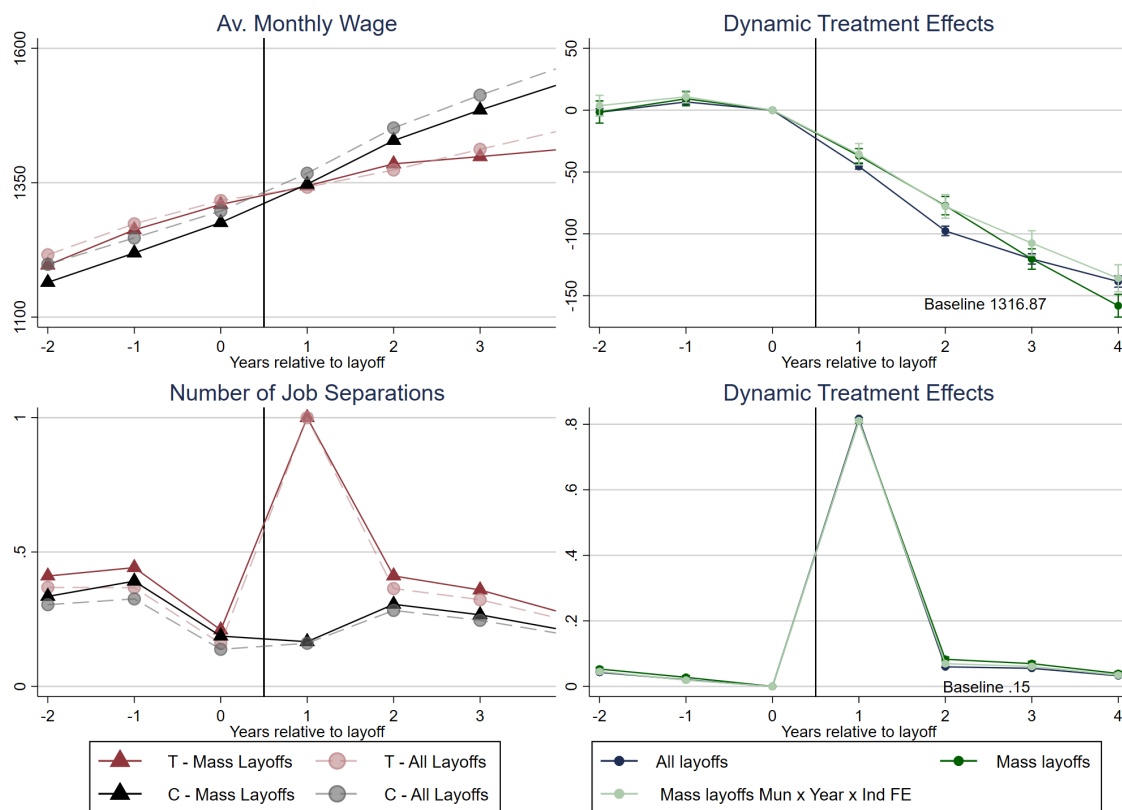 Av. Monthly Wage
1600
1350
1100
-2 -1 0 1 2 3
Years relative to layoff
Dynamic Treatment Effects
50
0
-50
-100
-150
Baseline 1316.87
-2 -1 0 1 2 3 4
Years relative to layoff
Number of Job Separations
1
.5
0
-2 -1 0 1 2 3
Years relative to layoff
Dynamic Treatment Effects
.8
.6
.4
.2
0
Baseline .15
-2 -1 0 1 2 3 4
Years relative to layoff
T - Mass Layoffs T - All Layoffs
C - Mass Layoffs C - All Layoffs
All layoffs Mass layoffs
Mass layoffs Mun x Year x Ind FE